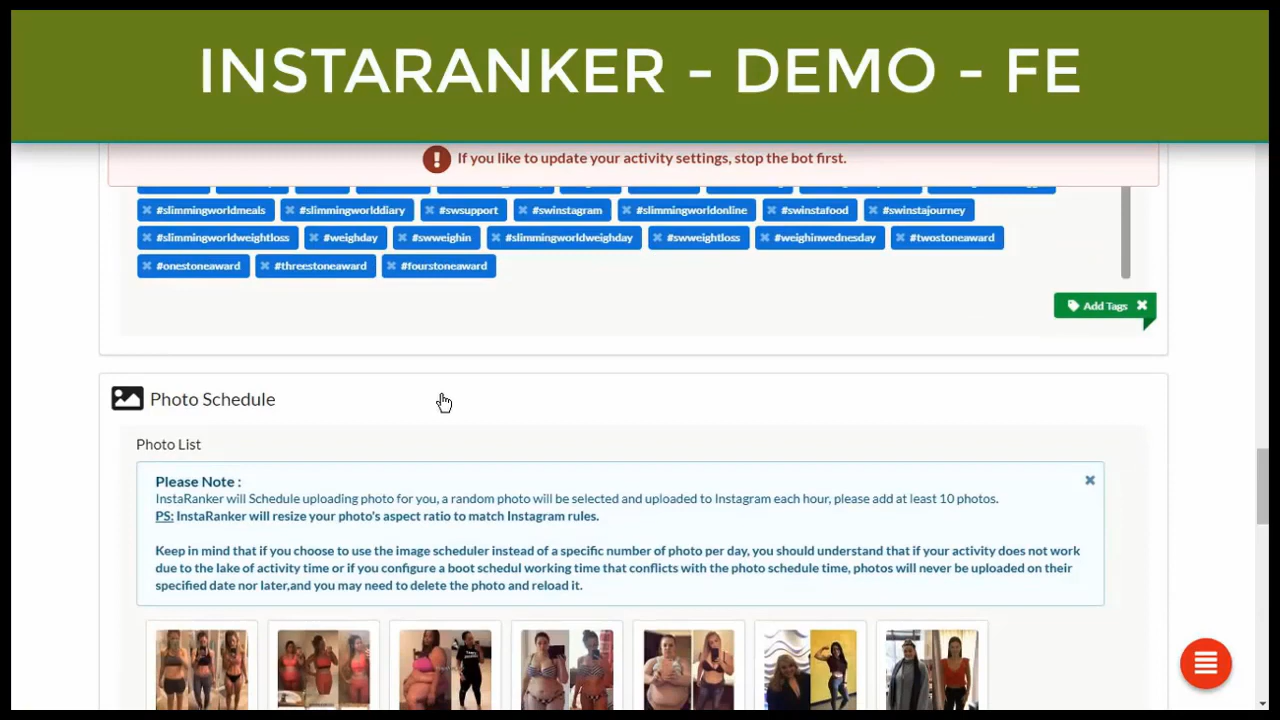 INSTARANKER - DEMO - FE
If you like to update your activity settings, stop the bot first.
#slimmingworldmeals #slimmingworlddiary #swsupport #swinstagram #slimmingworldonline #swinstafood #swinstajourney
#slimmingworldweightloss #weighday #swweighin #slimmingworldweighday #swweightloss #weighinwednesday #twostoneaward
#onestoneaward #threestoneaward #fourstoneaward
Add Tags
Photo Schedule
Photo List
Please Note :
InstaRanker will Schedule uploading photo for you, a random photo will be selected and uploaded to Instagram each hour, please add at least 10 photos.
PS: InstaRanker will resize your photo's aspect ratio to match Instagram rules.
Keep in mind that if you choose to use the image scheduler instead of a specific number of photo per day, you should understand that if your activity does not work
due to the lake of activity time or if you configure a boot schedul working time that conflicts with the photo schedule time, photos will never be uploaded on their
specified date nor later,and you may need to delete the photo and reload it.